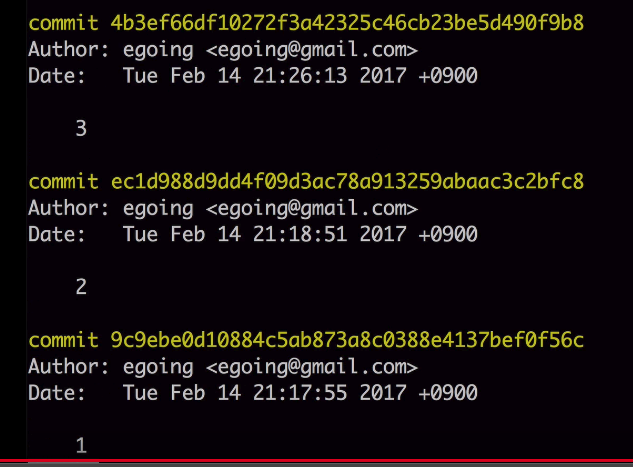 commit 4b3ef66df10272f3a42325c46cb23be5d490f9b8
Author: egoing <egoing@gmail.com>
Date:   Tue Feb 14 21:26:13 2017 +0900
3
commit ec1d988d9dd4f09d3ac78a913259abaac3c2bfc8
Author: egoing <egoing@gmail.com>
Date:   Tue Feb 14 21:18:51 2017 +0900
2
commit 9c9ebe0d10884c5ab873a8c0388e4137bef0f56c
Author: egoing <egoing@gmail.com>
Date:   Tue Feb 14 21:17:55 2017 +0900
1